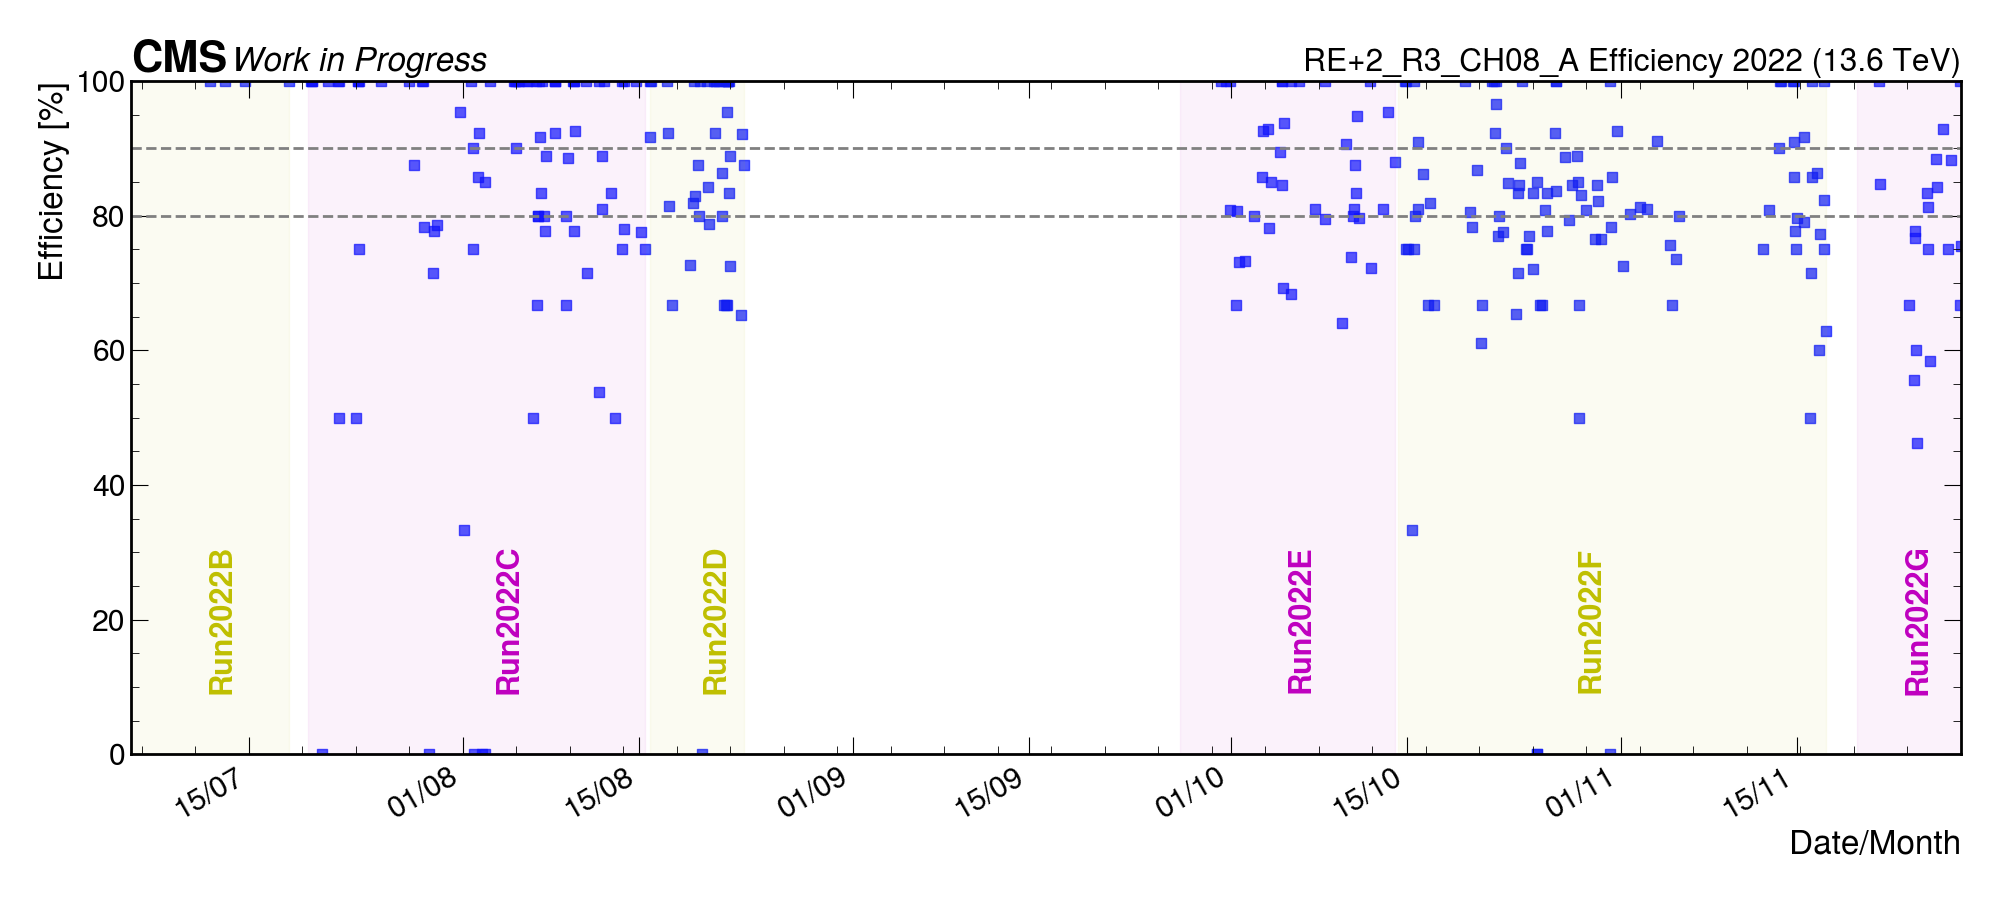 CMS Work in Progress
RE+2_R3_CH08_A Efficiency 2022 (13.6 TeV)
Efficiency [%]
100
80
60
40
20
0
Run2022B
Run2022C
Run2022D
Run2022E
Run2022F
Run2022G
15/07
01/08
15/08
01/09
15/09
01/10
15/10
01/11
15/11
Date/Month